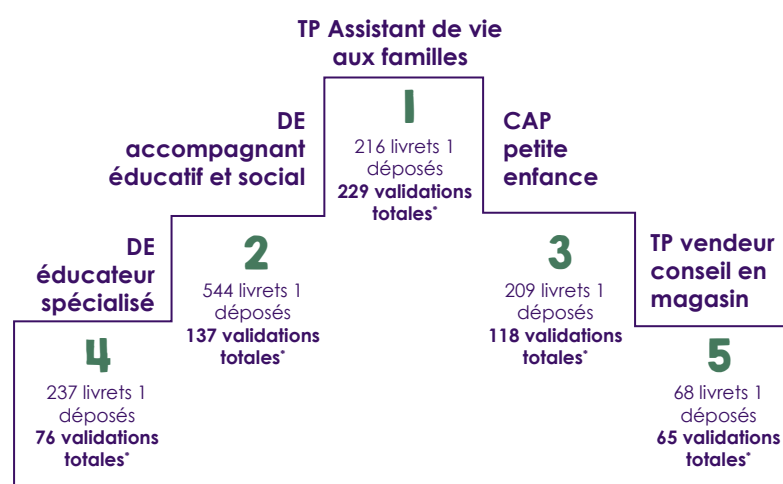 TP Assistant de vie
aux familles
1
216 livrets 1
déposés
229 validations
totales*
DE
accompagnant
éducatif et social
2
544 livrets 1
déposés
137 validations
totales*
CAP
petite
enfance
3
209 livrets 1
déposés
118 validations
totales*
DE
éducateur
spécialisé
4
237 livrets 1
déposés
76 validations
totales*
TP vendeur
conseil en
magasin
5
68 livrets 1
déposés
65 validations
totales*